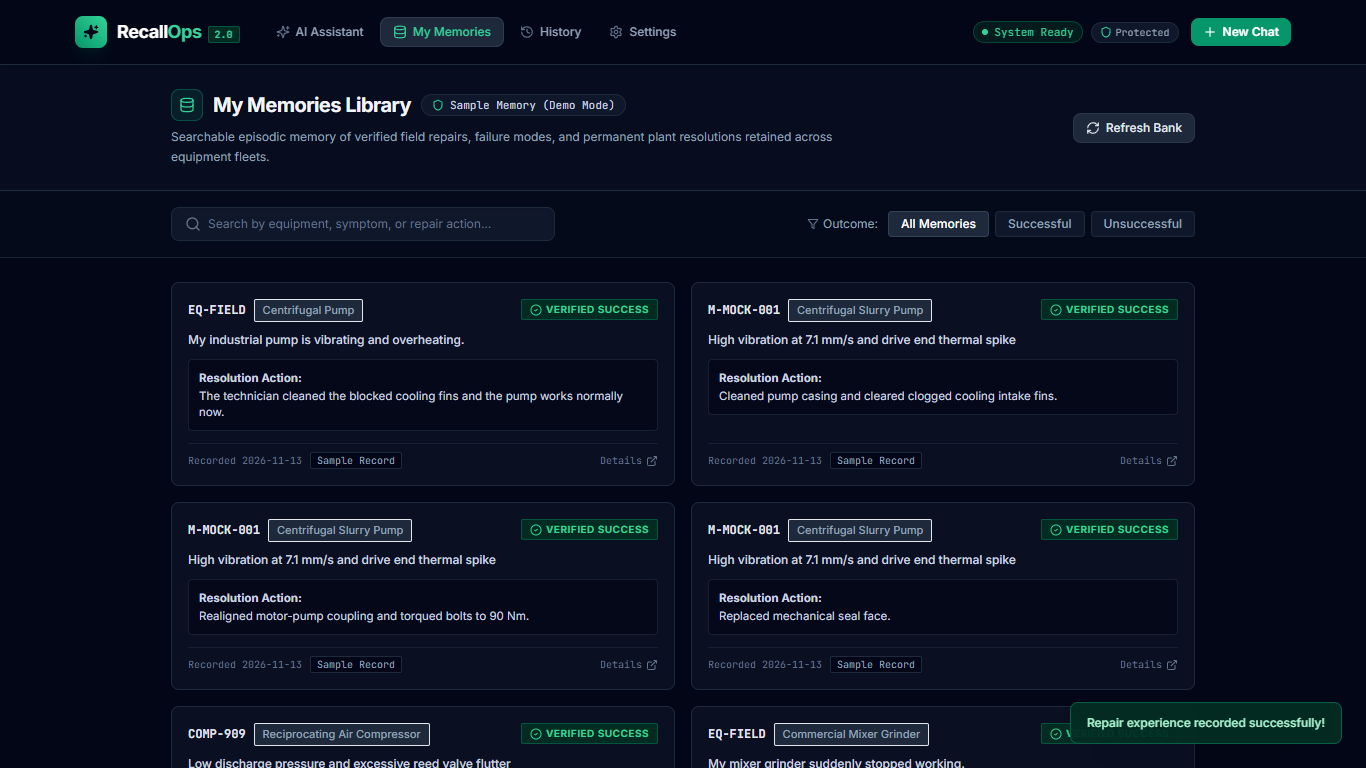 RecallOps 2.0
AI Assistant
My Memories
History
Settings
System Ready
Protected
New Chat
My Memories Library
Sample Memory (Demo Mode)
Searchable episodic memory of verified field repairs, failure modes, and permanent plant resolutions retained across
equipment fleets.
Refresh Bank
Search by equipment, symptom, or repair action...
Outcome:
All Memories
Successful
Unsuccessful
EQ-FIELD Centrifugal Pump VERIFIED SUCCESS
My industrial pump is vibrating and overheating.
Resolution Action:
The technician cleaned the blocked cooling fins and the pump works normally
now.
Recorded 2026-11-13 Sample Record Details
M-MOCK-001 Centrifugal Slurry Pump VERIFIED SUCCESS
High vibration at 7.1 mm/s and drive end thermal spike
Resolution Action:
Cleaned pump casing and cleared clogged cooling intake fins.
Recorded 2026-11-13 Sample Record Details
M-MOCK-001 Centrifugal Slurry Pump VERIFIED SUCCESS
High vibration at 7.1 mm/s and drive end thermal spike
Resolution Action:
Realigned motor-pump coupling and torqued bolts to 90 Nm.
Recorded 2026-11-13 Sample Record Details
M-MOCK-001 Centrifugal Slurry Pump VERIFIED SUCCESS
High vibration at 7.1 mm/s and drive end thermal spike
Resolution Action:
Replaced mechanical seal face.
Recorded 2026-11-13 Sample Record Details
COMP-909 Reciprocating Air Compressor VERIFIED SUCCESS
Low discharge pressure and excessive reed valve flutter
EQ-FIELD Commercial Mixer Grinder
My mixer grinder suddenly stopped working.
Repair experience recorded successfully!